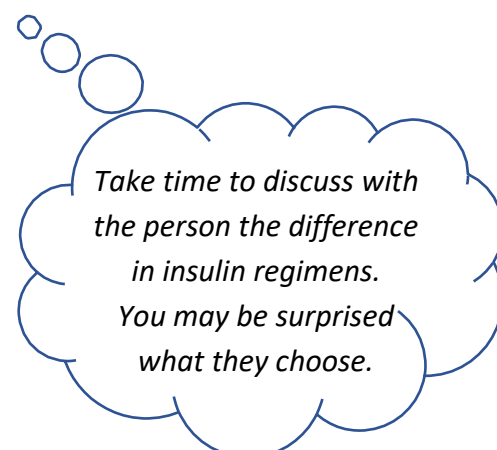 Take time to discuss with
the person the difference
in insulin regimens.
You may be surprised
what they choose.